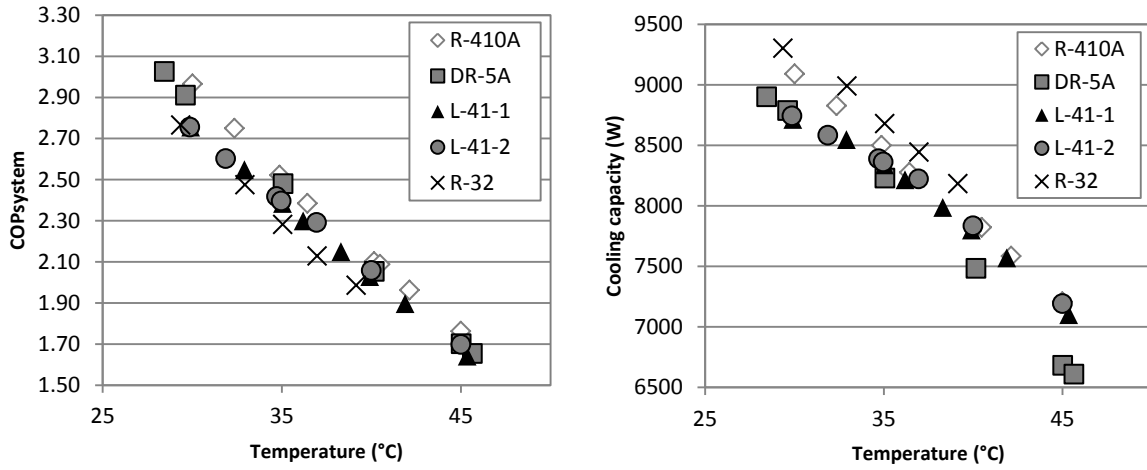 3.30
3.10
2.90
2.70
2.50
2.30
2.10
1.90
1.70
1.50
COPsystem
25
35
45
Temperature (°C)
R-410A
DR-5A
L-41-1
L-41-2
R-32
9500
9000
8500
8000
7500
7000
6500
Cooling capacity (W)
25
35
45
Temperature (°C)
R-410A
DR-5A
L-41-1
L-41-2
R-32